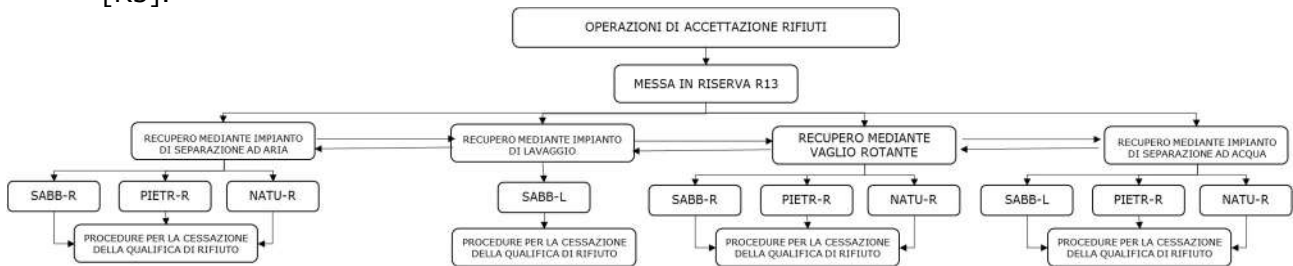 [R5].
OPERAZIONI DI ACCETTAZIONE RIFIUTI
MESSA IN RISERVA R13
RECUPERO MEDIANTE IMPIANTO
DI SEPARAZIONE AD ARIA
RECUPERO MEDIANTE IMPIANTO
DI LAVAGGIO
RECUPERO MEDIANTE
VAGLIO ROTANTE
RECUPERO MEDIANTE IMPIANTO
DI SEPARAZIONE AD ACQUA
SABB-R
PIETR-R
NATU-R
SABB-L
SABB-R
PIETR-R
NATU-R
SABB-L
PIETR-R
NATU-R
PROCEDURE PER LA CESSAZIONE
DELLA QUALIFICA DI RIFIUTO
PROCEDURE PER LA CESSAZIONE
DELLA QUALIFICA DI RIFIUTO
PROCEDURE PER LA CESSAZIONE
DELLA QUALIFICA DI RIFIUTO
PROCEDURE PER LA CESSAZIONE
DELLA QUALIFICA DI RIFIUTO